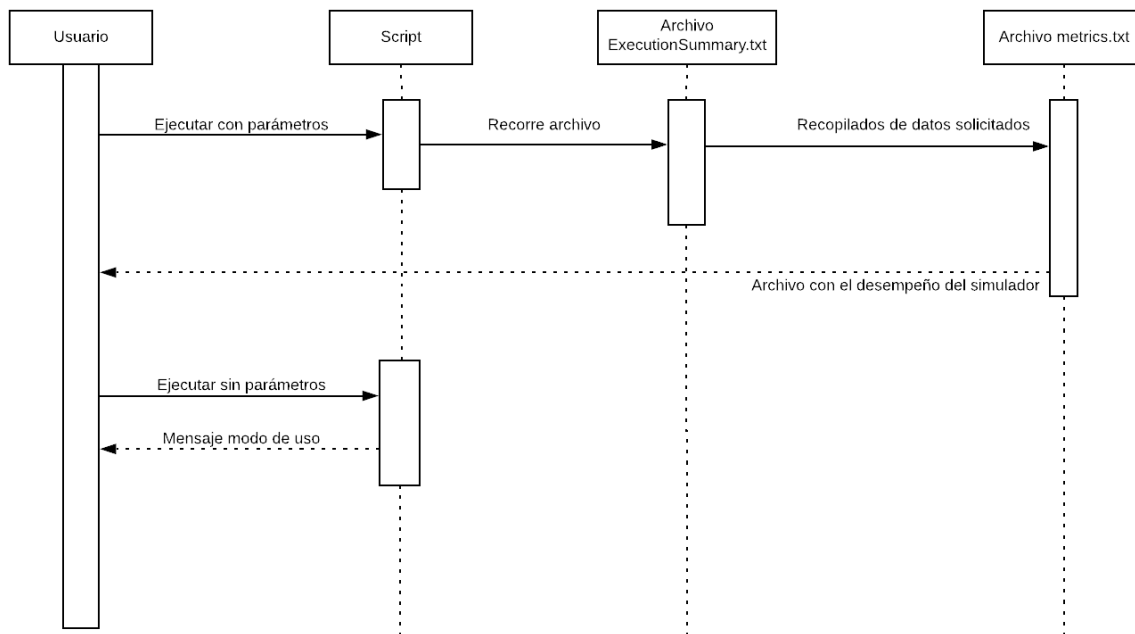 Usuario
Script
Archivo
ExecutionSummary.txt
Archivo metrics.txt
Ejecutar con parámetros
Recorre archivo
Recopilados de datos solicitados
Archivo con el desempeño del simulador
Ejecutar sin parámetros
Mensaje modo de uso